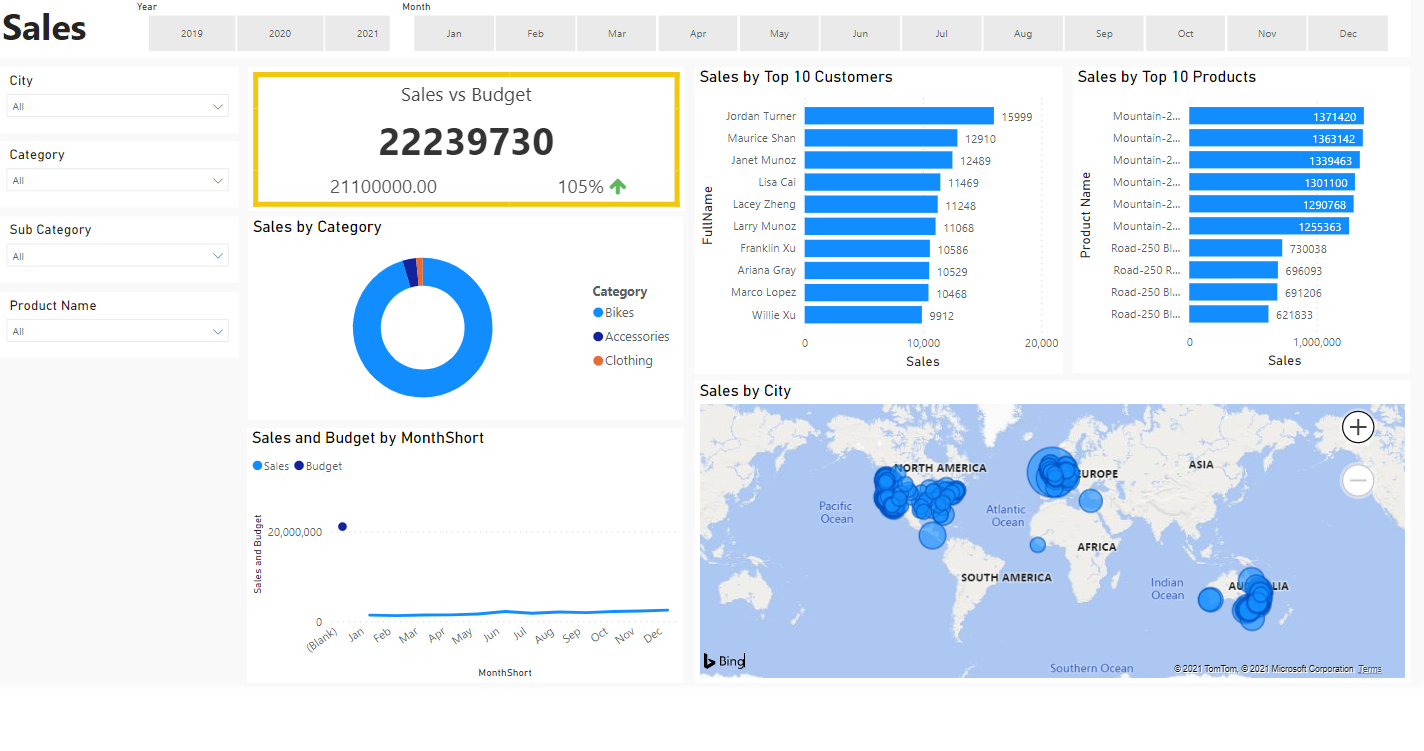 Sales
Year
2019 2020 2021
Month
Jan Feb Mar Apr May Jun Jul Aug Sep Oct Nov Dec
City
All
Category
All
Sub Category
All
Product Name
All
Sales vs Budget
22239730
21100000.00 105%
Sales by Category
Category
Bikes
Accessories
Clothing
Sales and Budget by MonthShort
Sales Budget
Sales and Budget
20,000,000
0
(Blank) Jan Feb Mar Apr May Jun Jul Aug Sep Oct Nov Dec
MonthShort
Sales by Top 10 Customers
FullName
Jordan Turner 15999
Maurice Shan 12910
Janet Munoz 12489
Lisa Cai 11469
Lacey Zheng 11248
Larry Munoz 11068
Franklin Xu 10586
Ariana Gray 10529
Marco Lopez 10468
Willie Xu 9912
0 10,000 20,000
Sales
Sales by Top 10 Products
Product Name
Mountain-2... 1371420
Mountain-2... 1363142
Mountain-2... 1339463
Mountain-2... 1301100
Mountain-2... 1290768
Mountain-2... 1255363
Road-250 Bl... 730038
Road-250 R... 696093
Road-250 Bl... 691206
Road-250 Bl... 621833
0 1,000,000
Sales
Sales by City
NORTH AMERICA
EUROPE
ASIA
Pacific
Ocean
Atlantic
Ocean
AFRICA
SOUTH AMERICA
Indian
Ocean
Southern Ocean
Bing
© 2021 TomTom, © 2021 Microsoft Corporation Terms